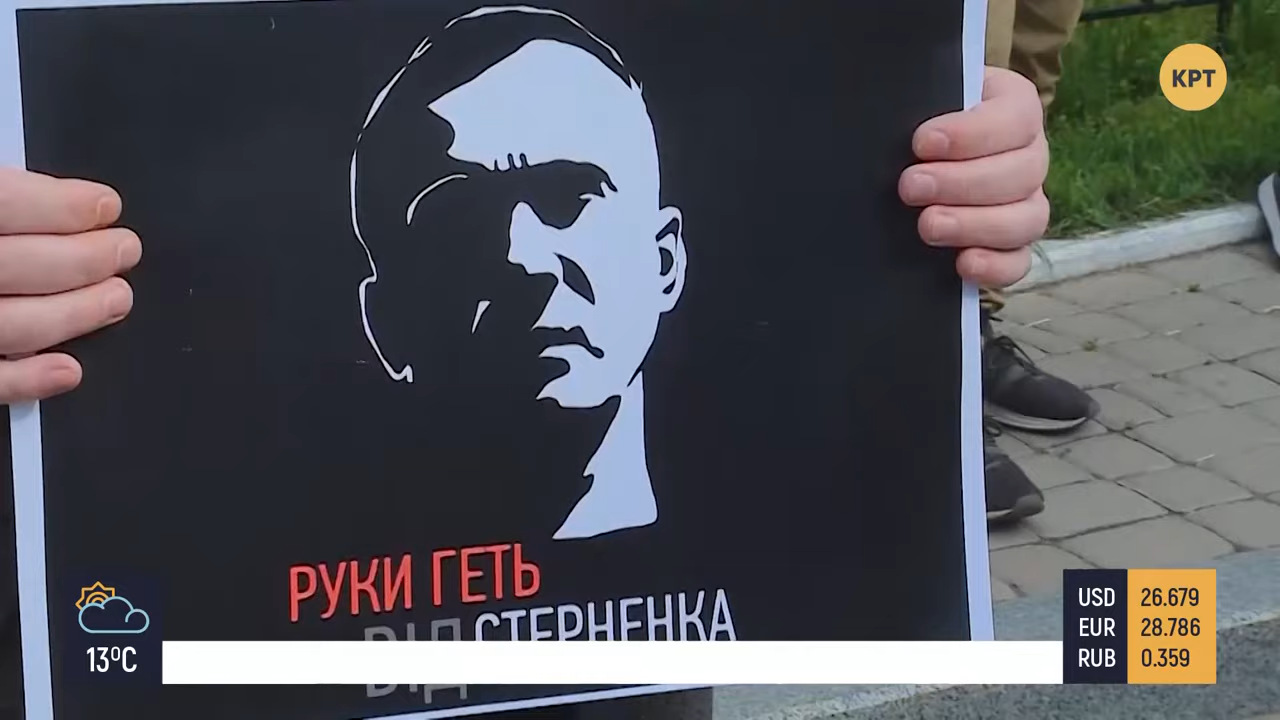 КРТ
РУКИ ГЕТЬ
ВІД СТЕРНЕНКА
13°C
USD 26.679
EUR 28.786
RUB 0.359